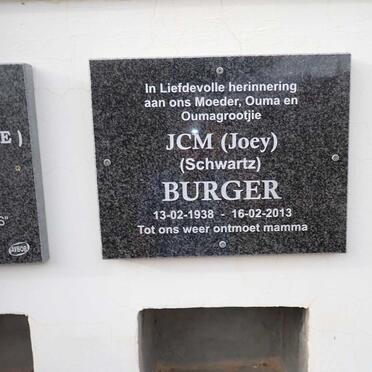 In Liefdevolle herinnering
aan ons Moeder, Ouma en
Oumagrootjie
JCM (Joey)
(Schwartz)
BURGER
13-02-1938 - 16-02-2013
Tot ons weer ontmoet mamma
E )
S"
AVBOB